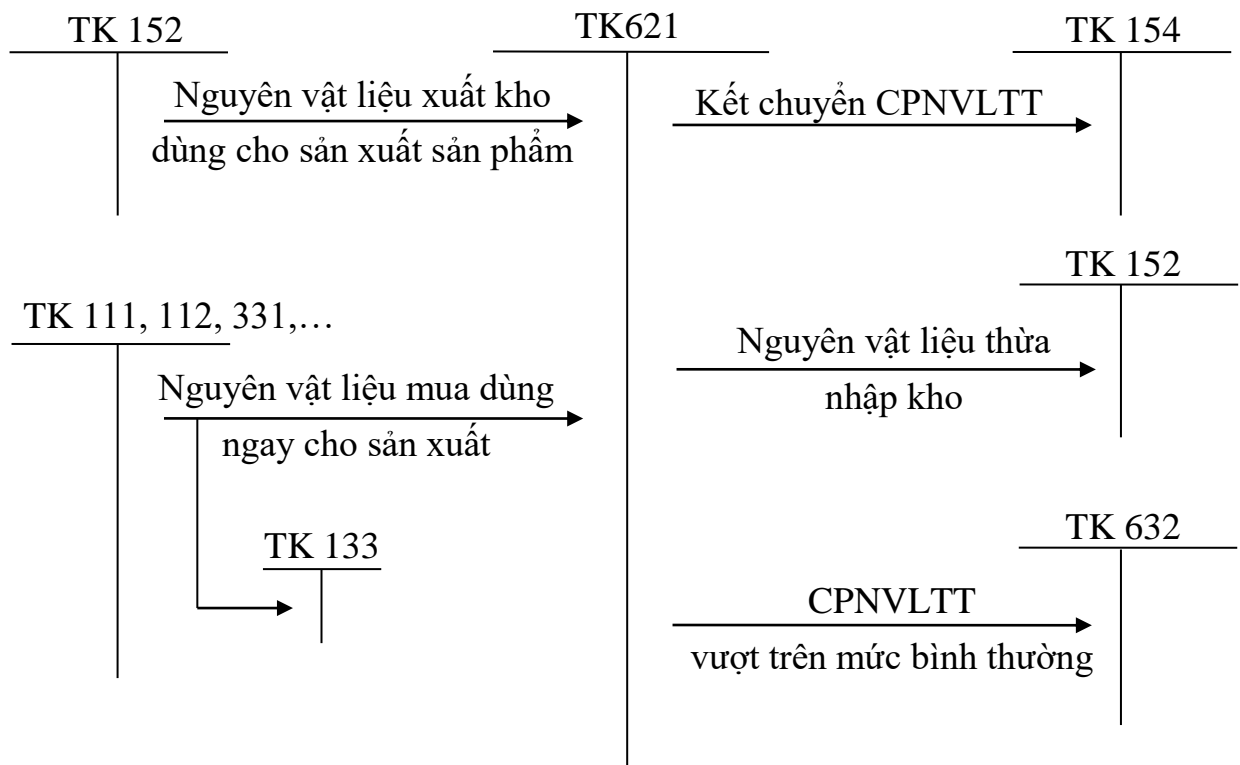 TK 152
TK621
TK 154
Nguyên vật liệu xuất kho
dùng cho sản xuất sản phẩm
Kết chuyển CPNVLTT
TK 152
TK 111, 112, 331,…
Nguyên vật liệu thừa
nhập kho
Nguyên vật liệu mua dùng
ngay cho sản xuất
TK 133
TK 632
CPNVLTT
vượt trên mức bình thường